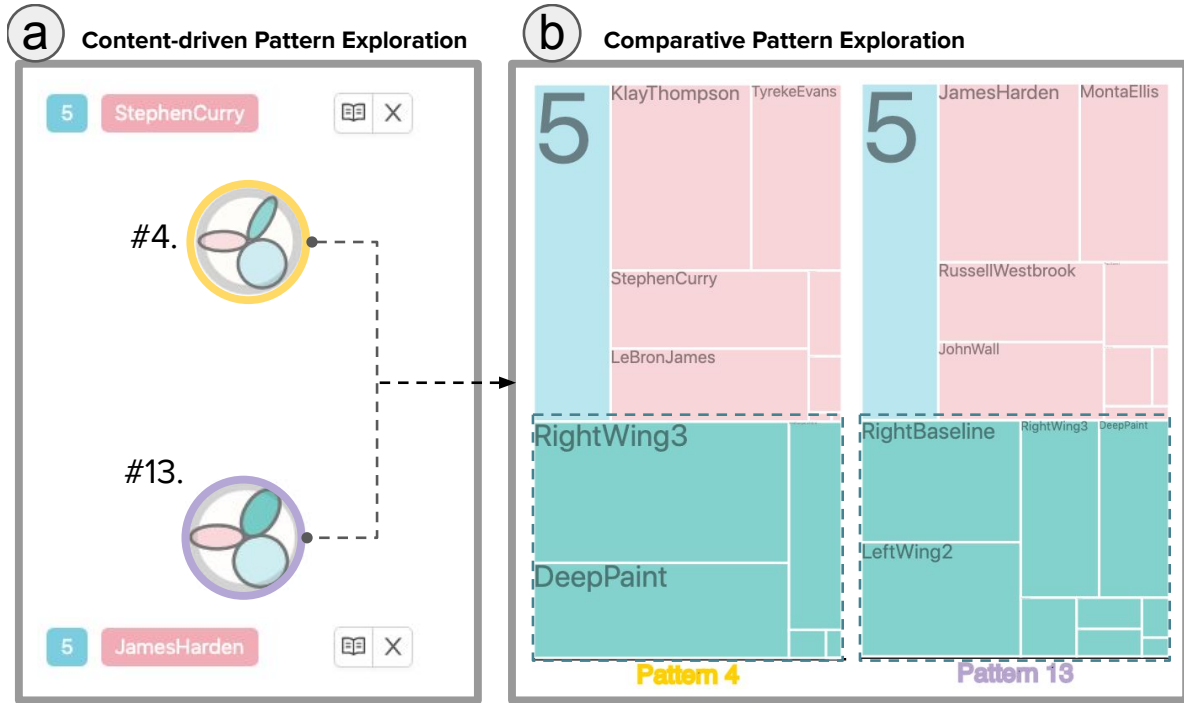 a
Content-driven Pattern Exploration
5
StephenCurry
X
#4.
#13.
5
JamesHarden
X
b
Comparative Pattern Exploration
5
KlayThompson
TyrekeEvans
StephenCurry
LeBronJames
RightWing3
DeepPaint
Pattern 4
5
JamesHarden
MontaEllis
RussellWestbrook
JohnWall
RightBaseline
RightWing3
DeepPaint
LeftWing2
Pattern 13